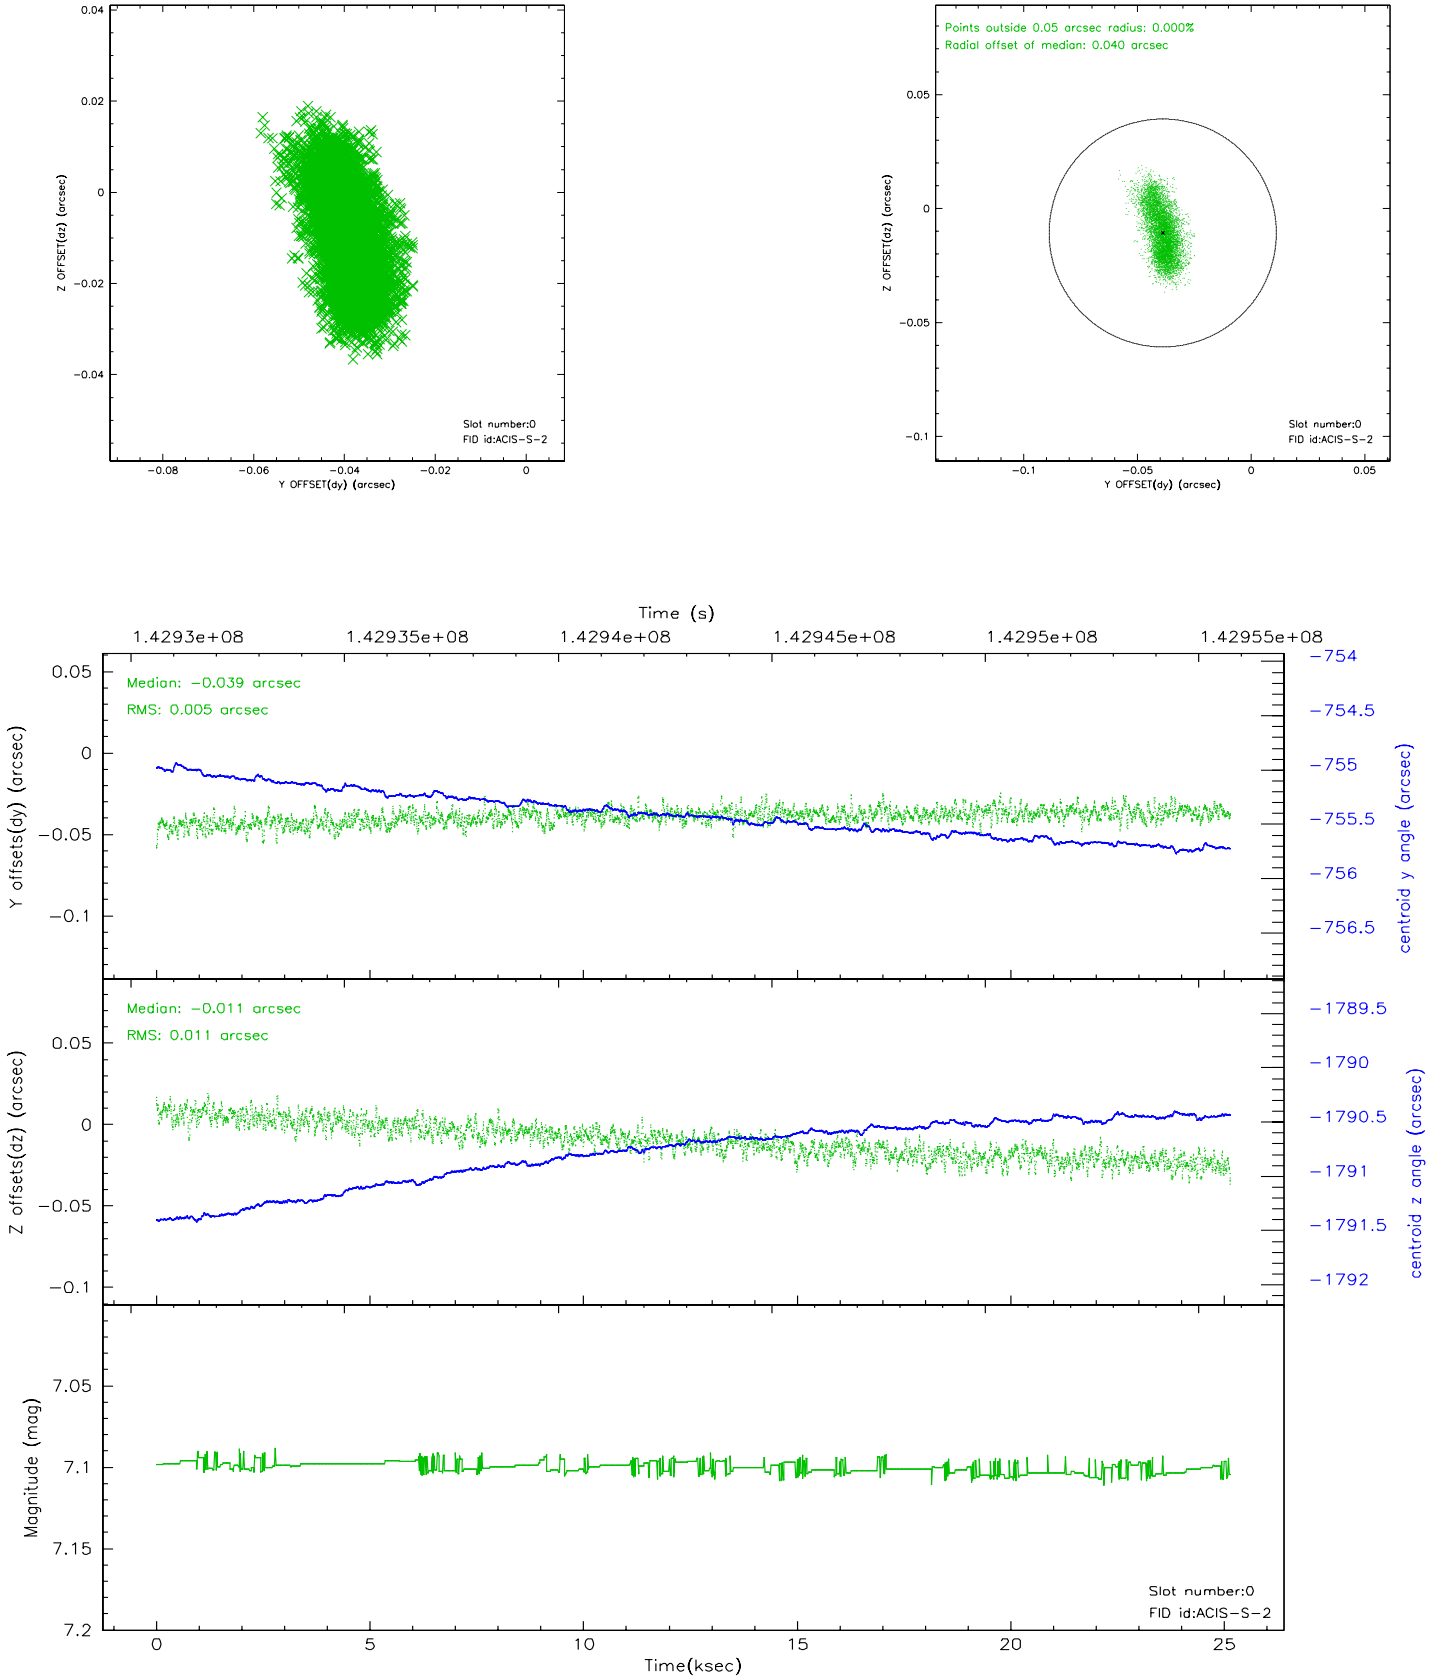 0.04
0.02
0
−0.02
−0.04
Z OFFSET(dz) (arcsec)
Slot number:0
FID id:ACIS−S−2
−0.08 −0.06 −0.04 −0.02 0
Y OFFSET(dy) (arcsec)
Points outside 0.05 arcsec radius: 0.000%
Radial offset of median: 0.040 arcsec
0.05
0
−0.05
−0.1
Z OFFSET(dz) (arcsec)
Slot number:0
FID id:ACIS−S−2
−0.1 −0.05 0 0.05
Y OFFSET(dy) (arcsec)
Time (s)
1.4293e+08 1.42935e+08 1.4294e+08 1.42945e+08 1.4295e+08 1.42955e+08
Median: −0.039 arcsec
RMS: 0.005 arcsec
0.05
0
−0.05
−0.1
Y offsets(dy) (arcsec)
−754
−754.5
−755
−755.5
−756
−756.5
centroid y angle (arcsec)
Median: −0.011 arcsec
RMS: 0.011 arcsec
0.05
0
−0.05
−0.1
Z offsets(dz) (arcsec)
−1789.5
−1790
−1790.5
−1791
−1791.5
−1792
centroid z angle (arcsec)
7.05
7.1
7.15
7.2
Magnitude (mag)
Slot number:0
FID id:ACIS−S−2
0 5 10 15 20 25
Time(ksec)